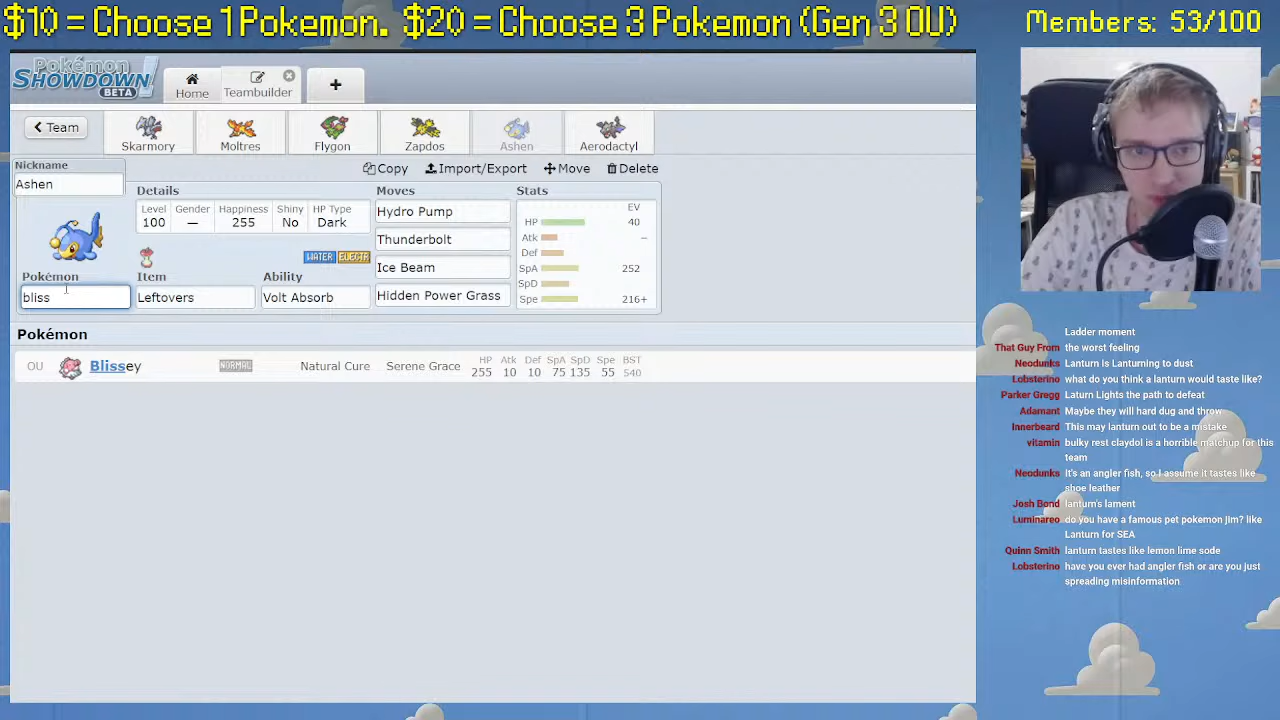 $10 = Choose 1 Pokemon. $20 = Choose 3 Pokemon (Gen 3 OU)
Members: 53/100
Pokémon
SHOWDOWN!
BETA
Home
Teambuilder
+
Team
Skarmory
Moltres
Flygon
Zapdos
Ashen
Aerodactyl
Nickname
Ashen
Copy
Import/Export
Move
Delete
Details
Level Gender Happiness Shiny HP Type
100 — 255 No Dark
WATER ELECTR
Pokémon
bliss
Item
Leftovers
Ability
Volt Absorb
Moves
Hydro Pump
Thunderbolt
Ice Beam
Hidden Power Grass
Stats
EV
HP 40
Atk –
Def
SpA 252
SpD
Spe 216+
Pokémon
OU Blissey NORMAL Natural Cure Serene Grace
HP Atk Def SpA SpD Spe BST
255 10 10 75 135 55 540
Ladder moment
That Guy From the worst feeling
Neodunks Lanturn is Lanturning to dust
Lobsterino what do you think a lanturn would taste like?
Parker Gregg Laturn Lights the path to defeat
Adamant Maybe they will hard dug and throw
Innerbeard This may lanturn out to be a mistake
vitamin bulky rest claydol is a horrible matchup for this
team
Neodunks It's an angler fish, so I assume it tastes like
shoe leather
Josh Bond lanturn's lament
Luminareo do you have a famous pet pokemon jim? like
Lanturn for SEA
Quinn Smith lanturn tastes like lemon lime sode
Lobsterino have you ever had angler fish or are you just
spreading misinformation